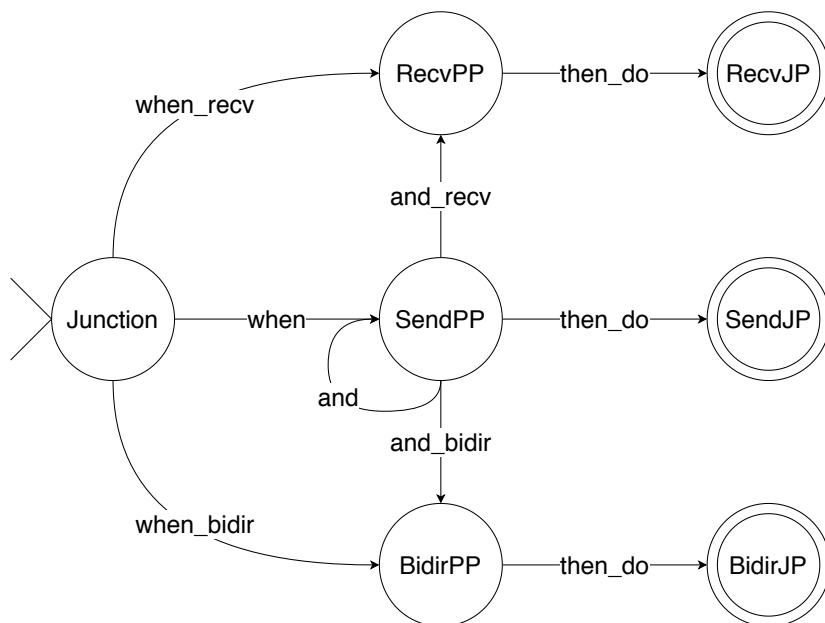 RecvPP
then_do
RecvJP
when_recv
and_recv
Junction
when
SendPP
then_do
SendJP
and
and_bidir
when_bidir
BidirPP
then_do
BidirJP